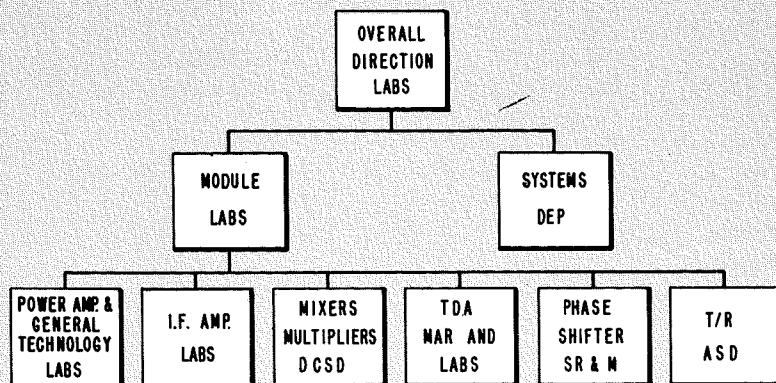 OVERALL
DIRECTION
LABS
MODULE
LABS
SYSTEMS
DEP
POWER AMP. &
GENERAL
TECHNOLOGY
LABS
I.F. AMP.
LABS
MIXERS
MULTIPLIERS
DCSD
TDA
MAR AND
LABS
PHASE
SHIFTER
SR & M
T/R
ASD